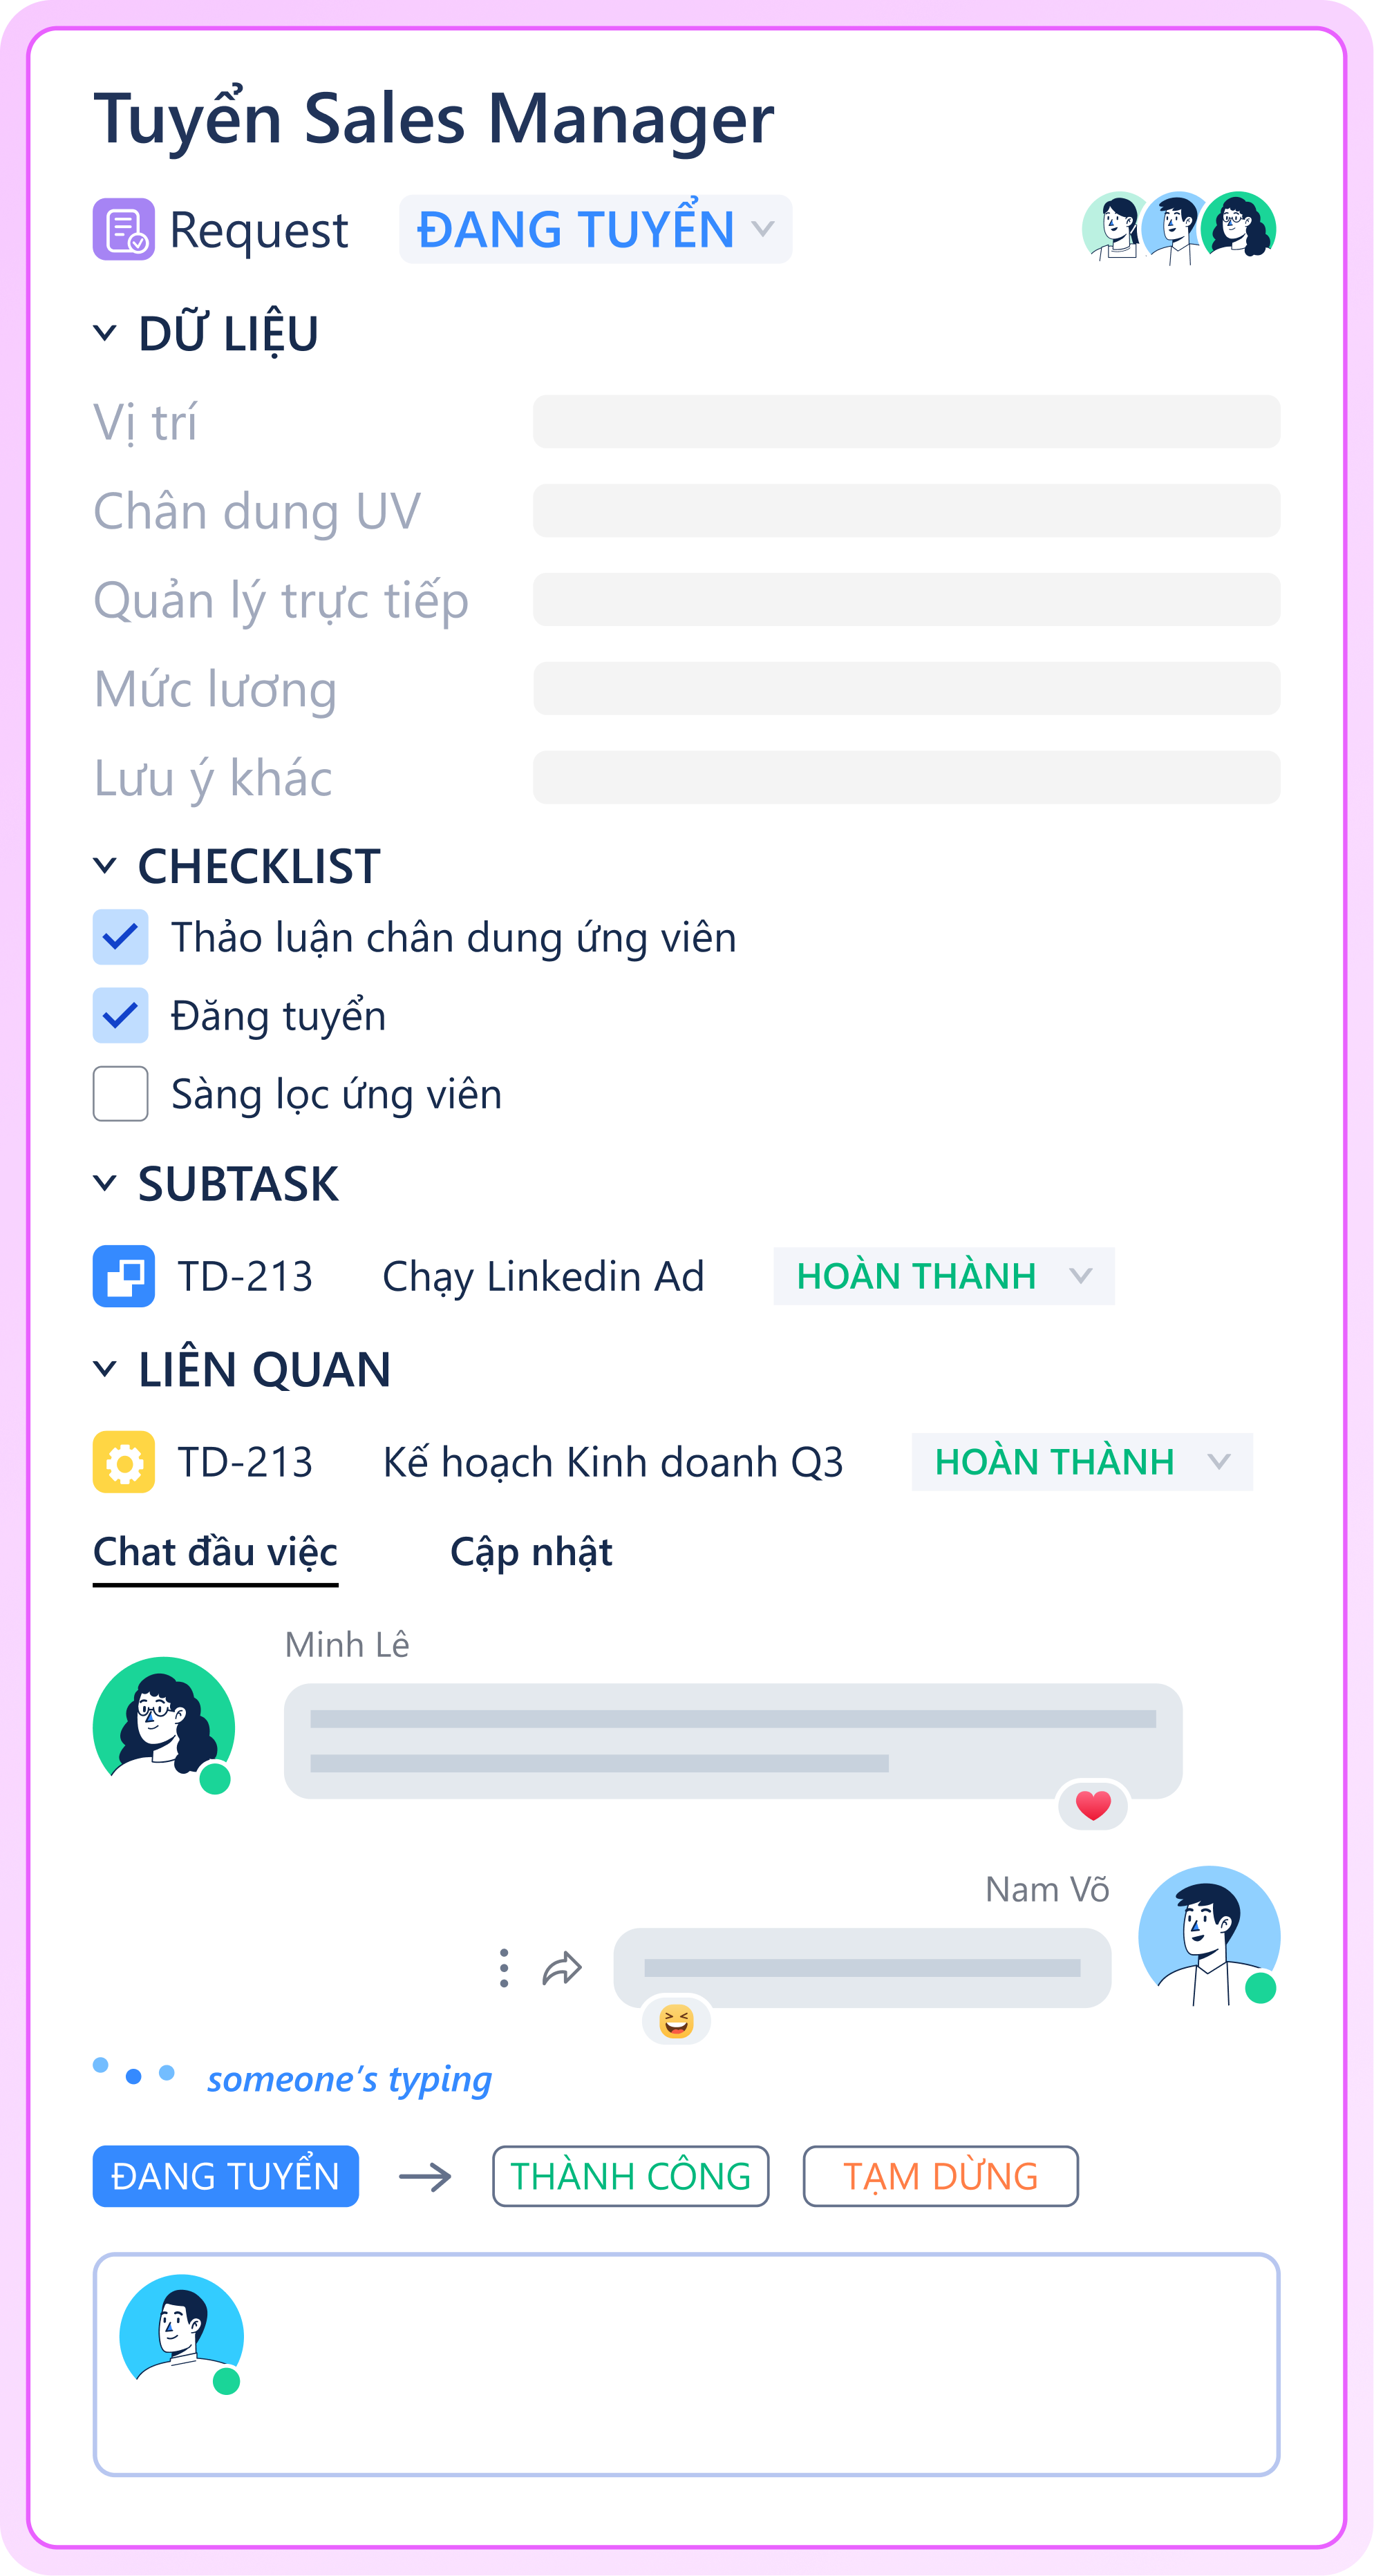 Tuyển Sales Manager
Request ĐANG TUYỂN
DỮ LIỆU
Vị trí
Chân dung UV
Quản lý trực tiếp
Mức lương
Lưu ý khác
CHECKLIST
Thảo luận chân dung ứng viên
Đăng tuyển
Sàng lọc ứng viên
SUBTASK
TD-213 Chạy Linkedin Ad HOÀN THÀNH
LIÊN QUAN
TD-213 Kế hoạch Kinh doanh Q3 HOÀN THÀNH
Chat đầu việc Cập nhật
Minh Lê
Nam Võ
someone's typing
ĐANG TUYỂN THÀNH CÔNG TẠM DỪNG